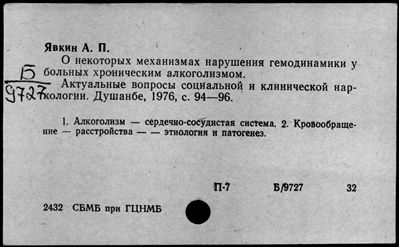 Явкин А. П.
О некоторых механизмах нарушения гемодинамики у
больных хроническим алкоголизмом.
Б
9727
Актуальные вопросы социальной и клинической нар-
кологии. Душанбе, 1976, с. 94—96.
1. Алкоголизм — сердечно-сосудистая система. 2. Кровообраще-
ние — расстройства — — этиология и патогенез.
П-7 Б/9727 32
2432 СБМБ при ГЦНМБ